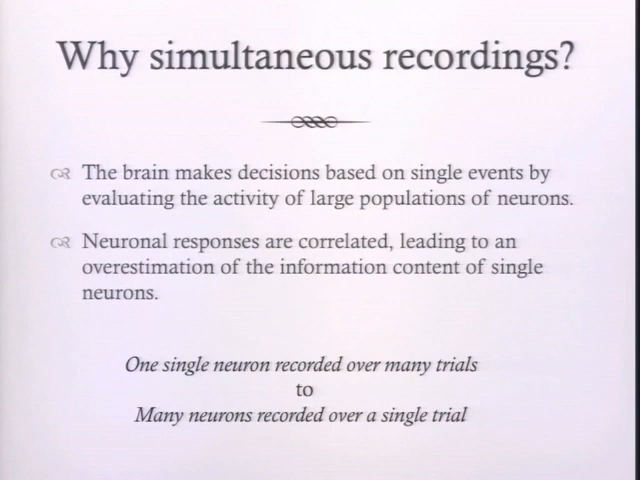 Why simultaneous recordings?
The brain makes decisions based on single events by
evaluating the activity of large populations of neurons.
Neuronal responses are correlated, leading to an
overestimation of the information content of single
neurons.
One single neuron recorded over many trials
to
Many neurons recorded over a single trial